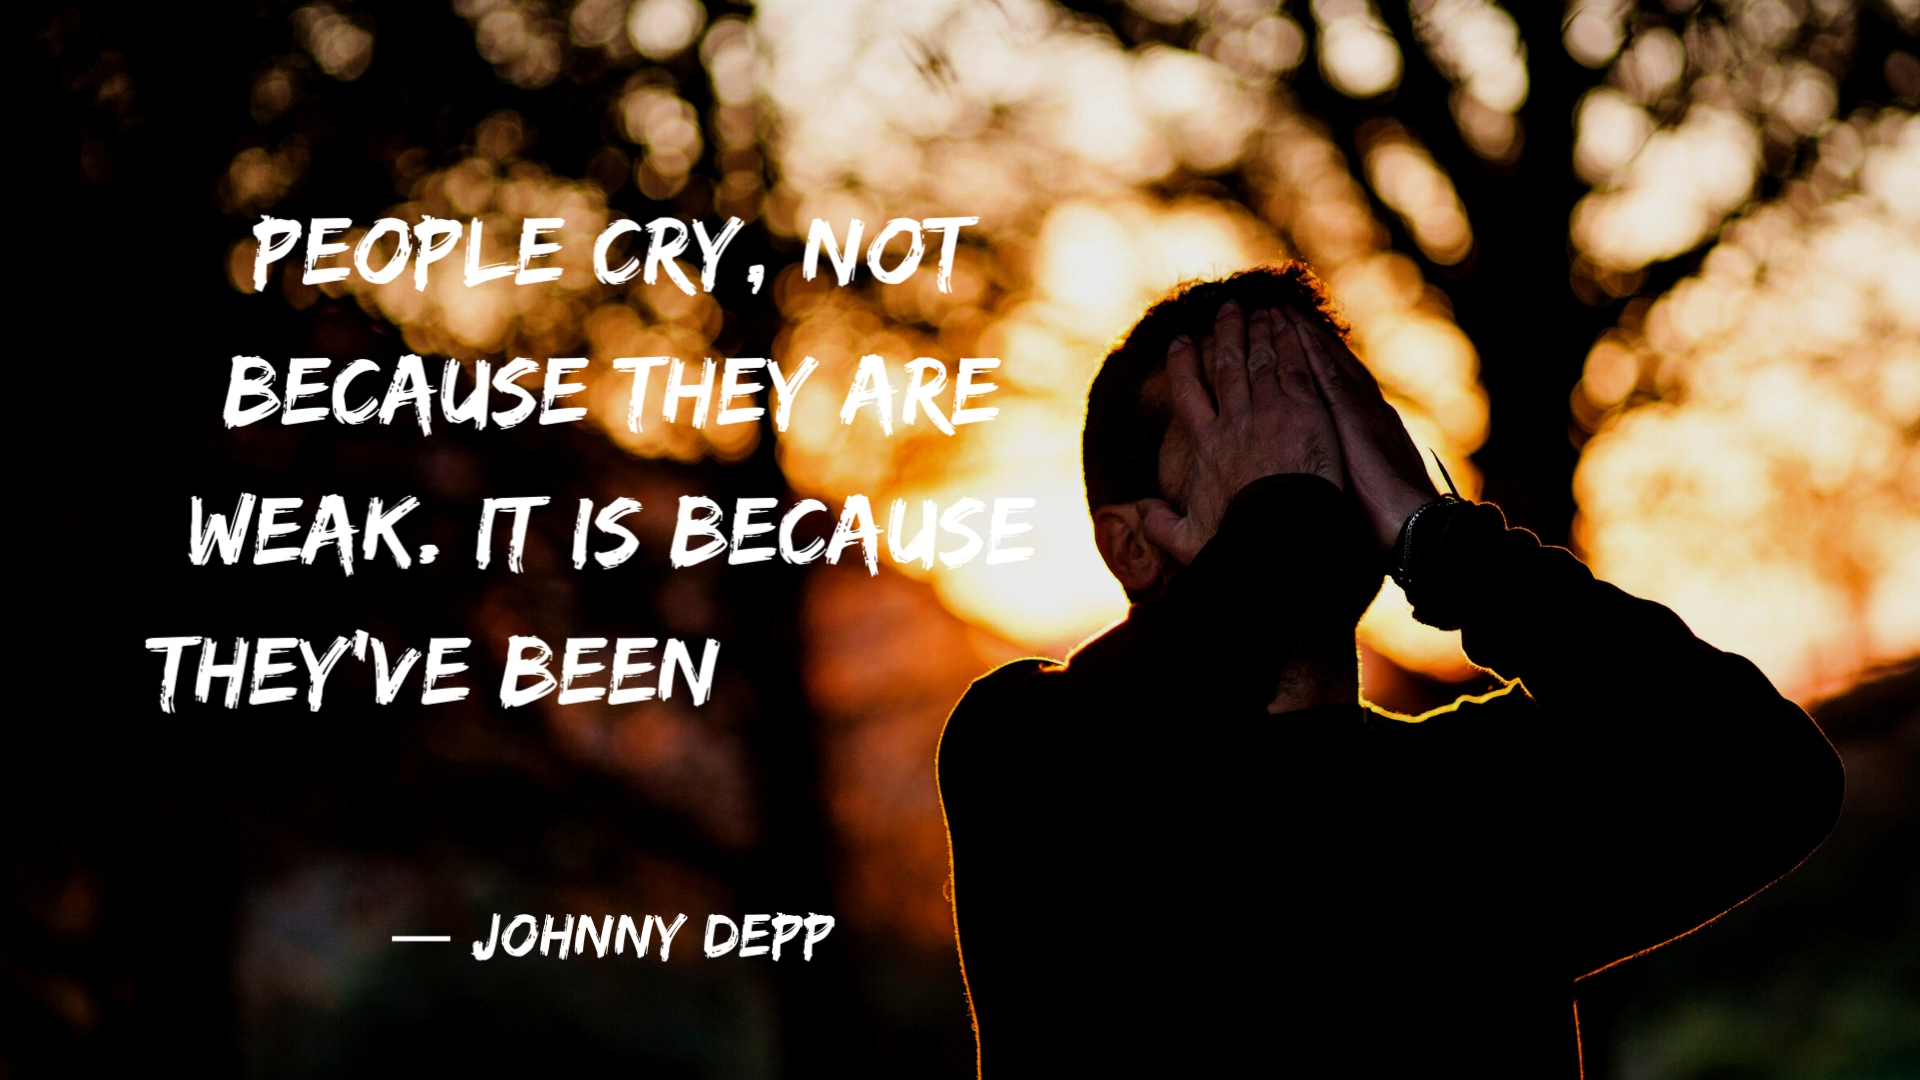 PEOPLE CRY, NOT
BECAUSE THEY ARE
WEAK. IT IS BECAUSE
THEY'VE BEEN
— JOHNNY DEPP